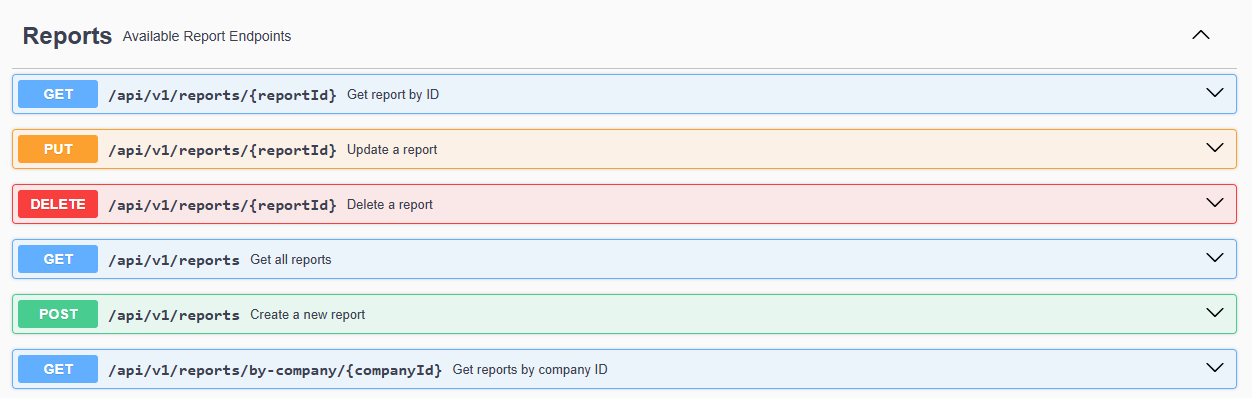 Reports Available Report Endpoints
GET /api/v1/reports/{reportId} Get report by ID
PUT /api/v1/reports/{reportId} Update a report
DELETE /api/v1/reports/{reportId} Delete a report
GET /api/v1/reports Get all reports
POST /api/v1/reports Create a new report
GET /api/v1/reports/by-company/{companyId} Get reports by company ID